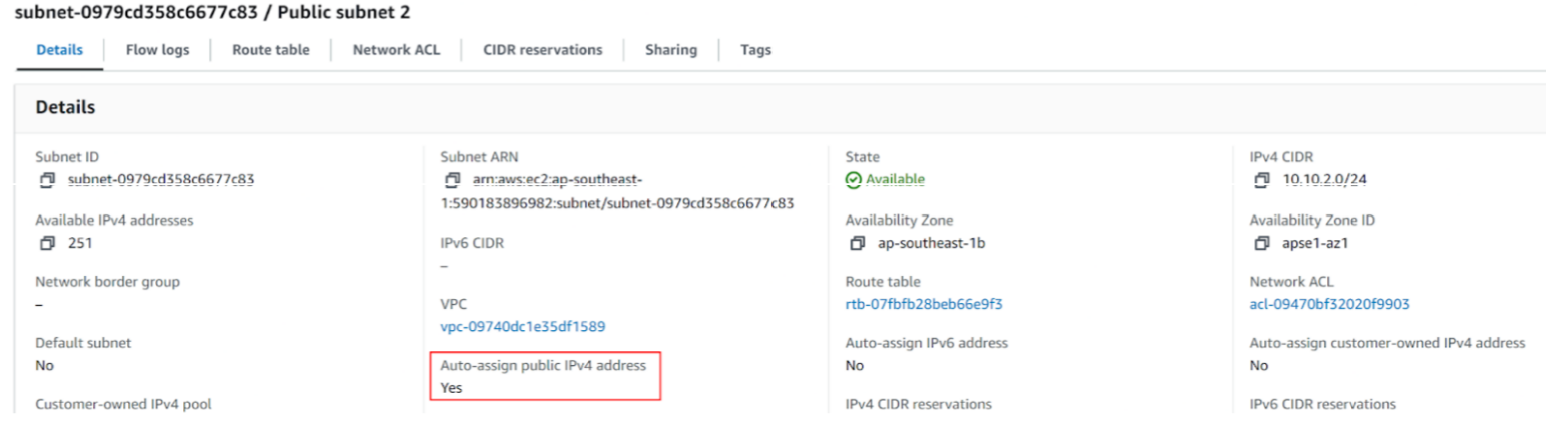 subnet-0979cd358c6677c83 / Public subnet 2
Details
Flow logs
Route table
Network ACL
CIDR reservations
Sharing
Tags
Details
Subnet ID
subnet-0979cd358c6677c83
Available IPv4 addresses
251
Network border group
–
Default subnet
No
Customer-owned IPv4 pool
Subnet ARN
arn:aws:ec2:ap-southeast-
1:590183896982:subnet/subnet-0979cd358c6677c83
IPv6 CIDR
–
VPC
vpc-09740dc1e35df1589
Auto-assign public IPv4 address
Yes
State
Available
Availability Zone
ap-southeast-1b
Route table
rtb-07fbfb28beb66e9f3
Auto-assign IPv6 address
No
IPv4 CIDR reservations
IPv4 CIDR
10.10.2.0/24
Availability Zone ID
apse1-az1
Network ACL
acl-09470bf32020f9903
Auto-assign customer-owned IPv4 address
No
IPv6 CIDR reservations